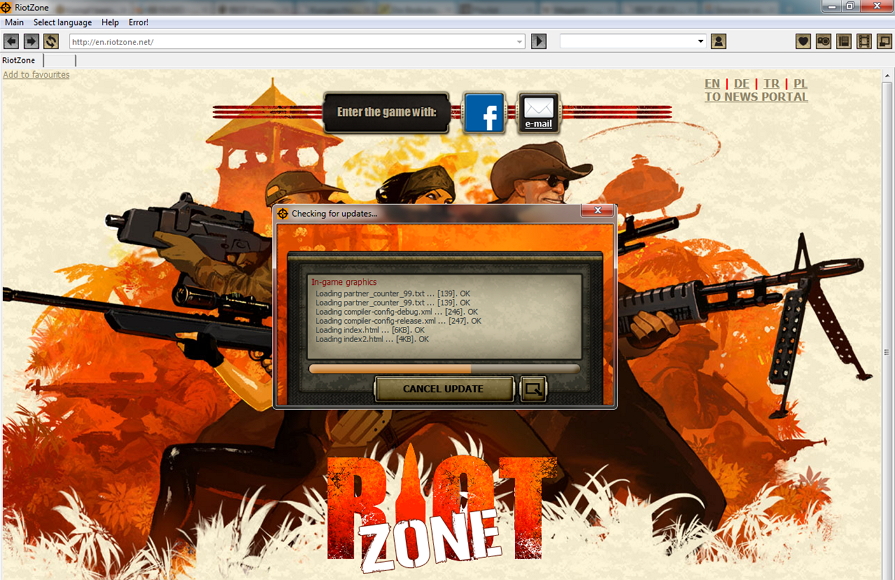 RiotZone
Main Select language Help Error!
http://en.riotzone.net/
RiotZone
Add to favourites
EN | DE | TR | PL
TO NEWS PORTAL
Enter the game with:
f
e-mail
Checking for updates...
In-game graphics
Loading partner_counter_99.txt ... [139]. OK
Loading partner_counter_99.txt ... [139]. OK
Loading compiler-config-debug.xml ... [246]. OK
Loading compiler-config-release.xml ... [247]. OK
Loading index.html ... [6KB]. OK
Loading index2.html ... [4KB]. OK
CANCEL UPDATE
RIOT
ZONE